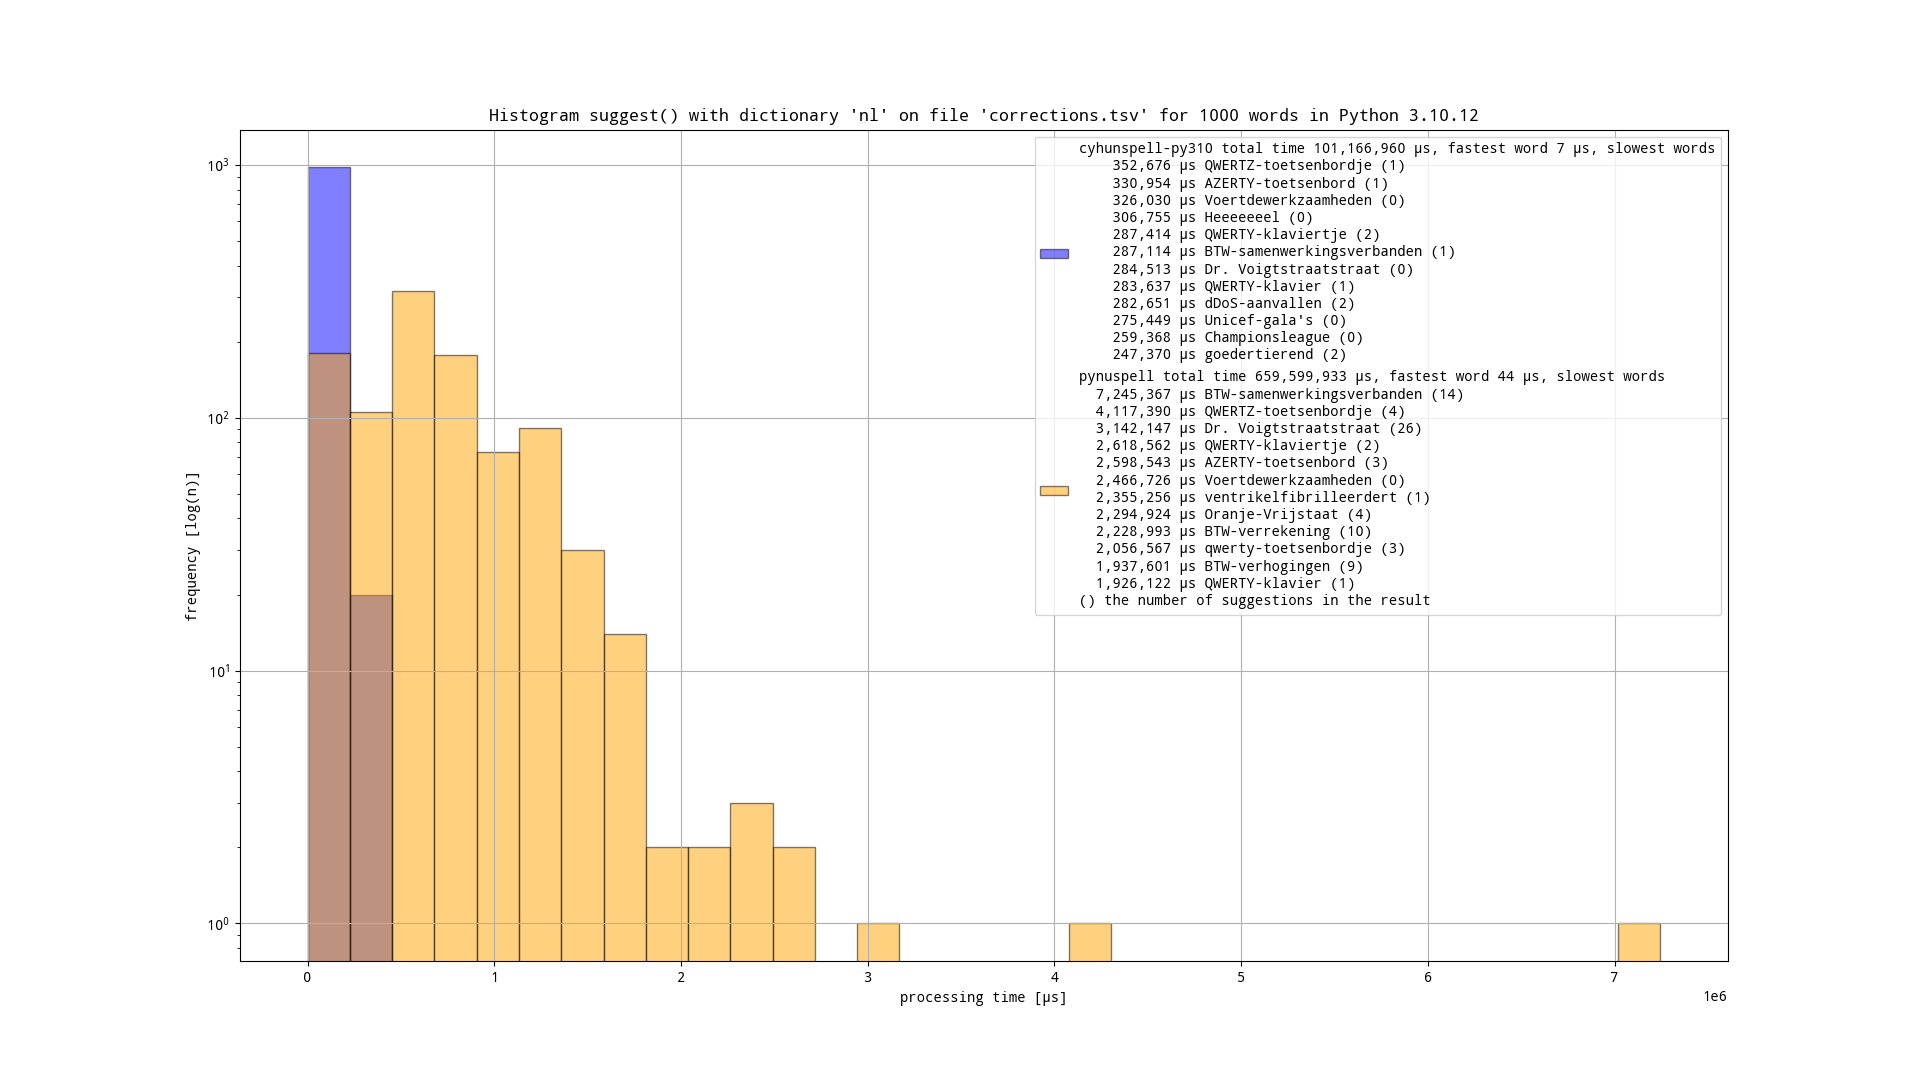 Histogram suggest() with dictionary 'nl' on file 'corrections.tsv' for 1000 words in Python 3.10.12
cyhunspell-py310 total time 101,166,960 µs, fastest word 7 µs, slowest words
352,676 µs QWERTZ-toetsenbordje (1)
330,954 µs AZERTY-toetsenbord (1)
326,030 µs Voertdewerkzaamheden (0)
306,755 µs Heeeeeeel (0)
287,414 µs QWERTY-klaviertje (2)
287,114 µs BTW-samenwerkingsverbanden (1)
284,513 µs Dr. Voigtstraatstraat (0)
283,637 µs QWERTY-klavier (1)
282,651 µs dDoS-aanvallen (2)
275,449 µs Unicef-gala's (0)
259,368 µs Championsleague (0)
247,370 µs goedertierend (2)
pynuspell total time 659,599,933 µs, fastest word 44 µs, slowest words
7,245,367 µs BTW-samenwerkingsverbanden (14)
4,117,390 µs QWERTZ-toetsenbordje (4)
3,142,147 µs Dr. Voigtstraatstraat (26)
2,618,562 µs QWERTY-klaviertje (2)
2,598,543 µs AZERTY-toetsenbord (3)
2,466,726 µs Voertdewerkzaamheden (0)
2,355,256 µs ventrikelfibrilleerdert (1)
2,294,924 µs Oranje-Vrijstaat (4)
2,228,993 µs BTW-verrekening (10)
2,056,567 µs qwerty-toetsenbordje (3)
1,937,601 µs BTW-verhogingen (9)
1,926,122 µs QWERTY-klavier (1)
() the number of suggestions in the result
frequency [log(n)]
10³
10²
10¹
10⁰
0 1 2 3 4 5 6 7
1e6
processing time [µs]